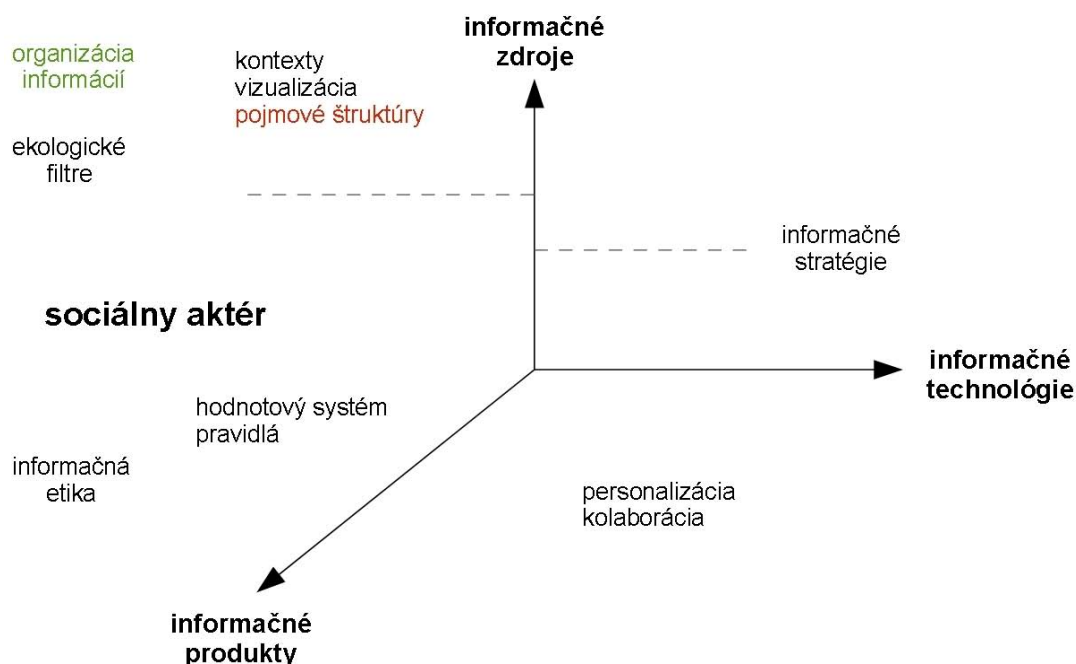 informačné
zdroje
organizácia
informácií
kontexty
vizualizácia
pojmové štruktúry
ekologické
filtre
informačné
stratégie
sociálny aktér
informačné
technológie
hodnotový systém
pravidlá
informačná
etika
personalizácia
kolaborácia
informačné
produkty